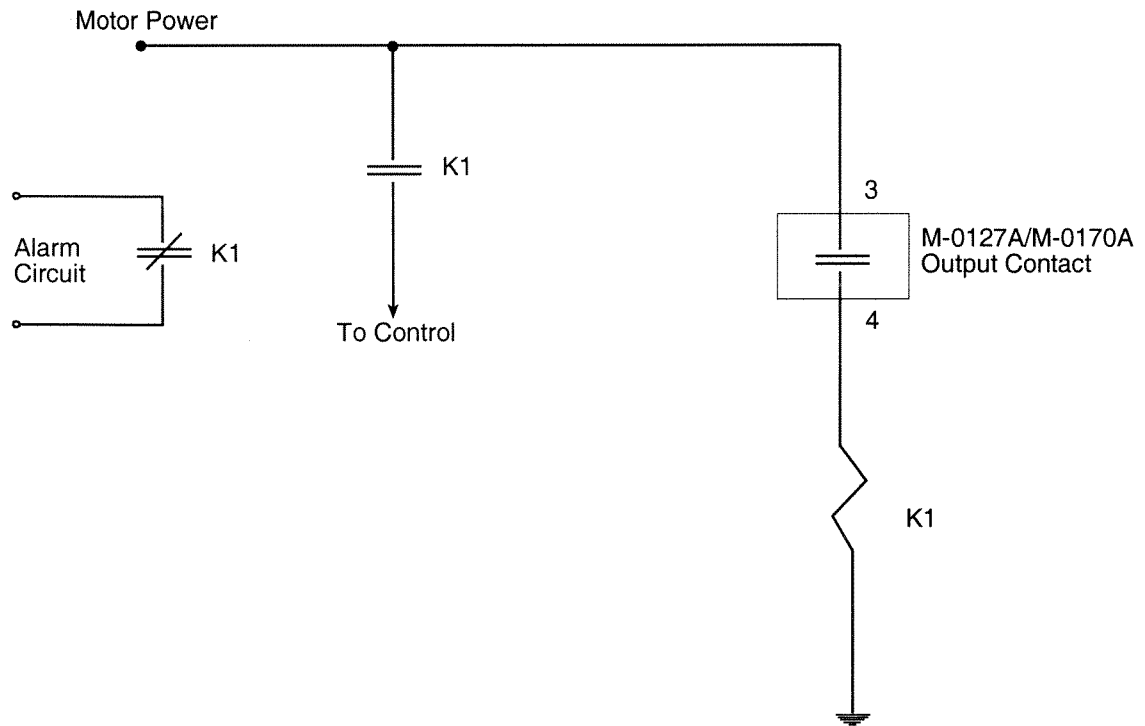 Motor Power
K1
3
Alarm
Circuit
K1
M-0127A/M-0170A
Output Contact
4
To Control
K1